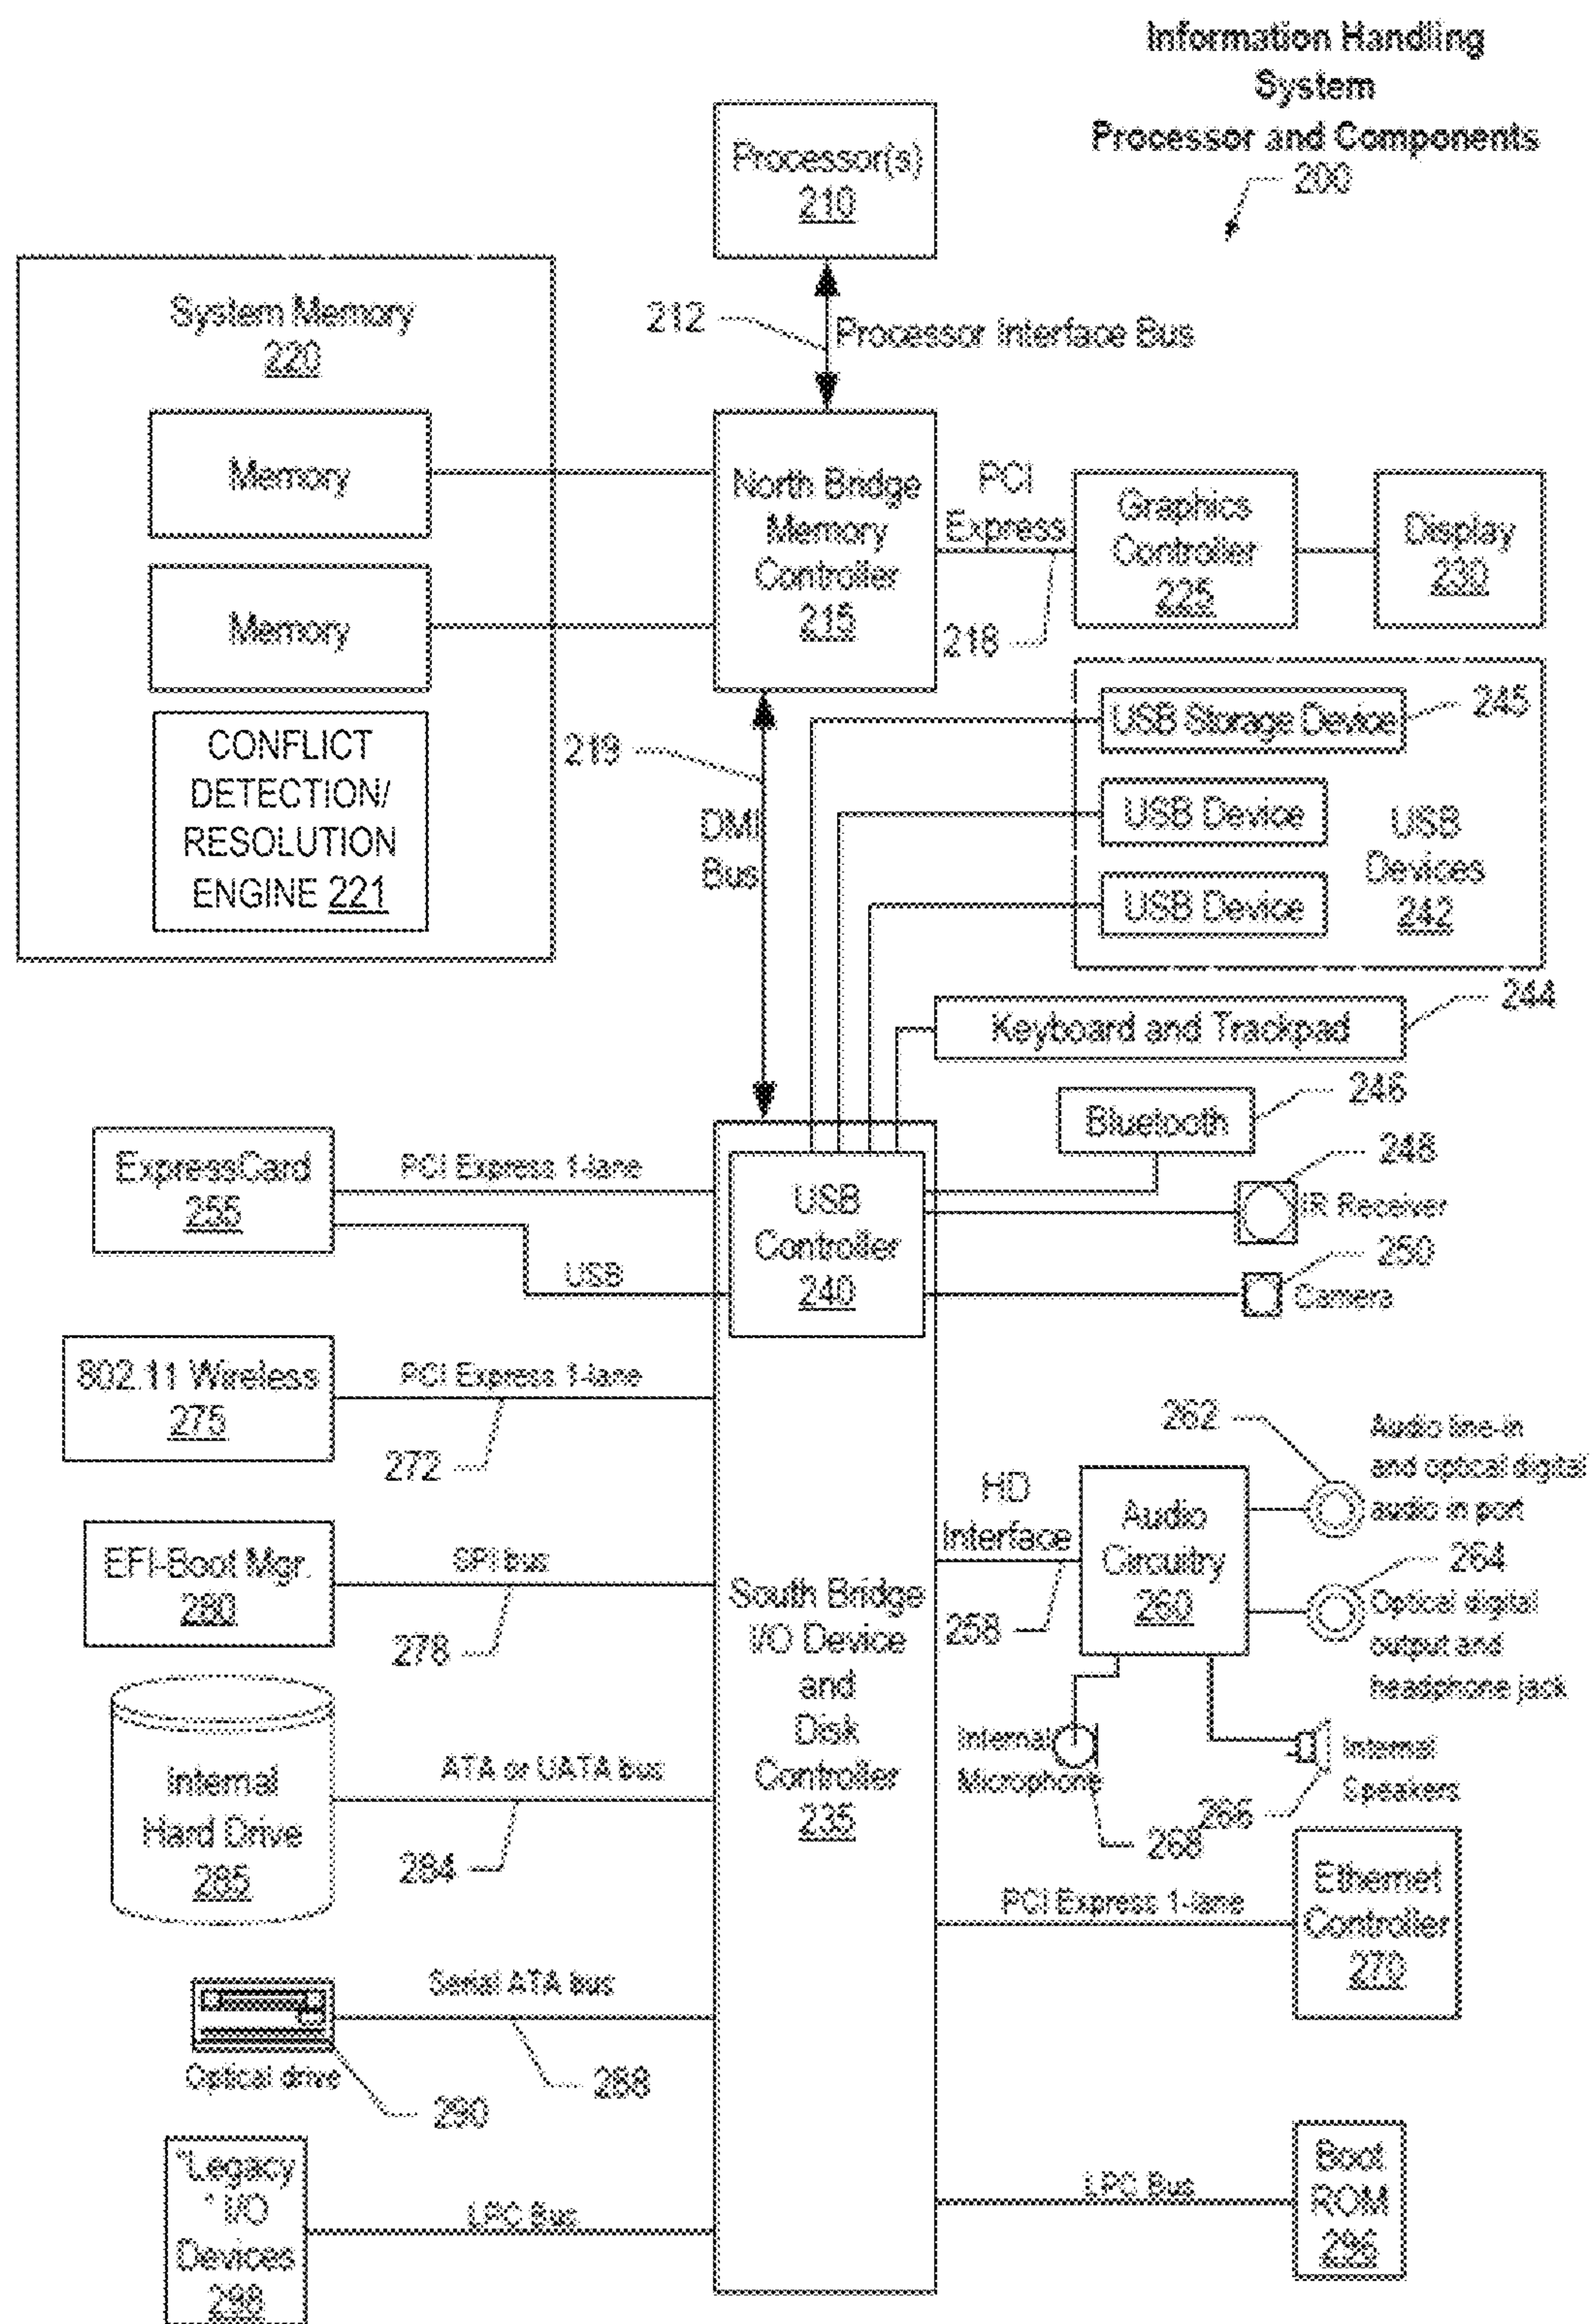 Information Handling
System
Processor and Components
200
Processor(s)
210
212
Processor Interface Bus
System Memory
220
Memory
Memory
CONFLICT
DETECTION/
RESOLUTION
ENGINE 221
North Bridge
Memory
Controller
215
PCI
Express
218
Graphics
Controller
225
Display
230
219
DMI
Bus
USB Storage Device
245
USB Device
USB Device
USB
Devices
242
Keyboard and Trackpad
244
Bluetooth
246
248
IR Receiver
250
Camera
ExpressCard
255
PCI Express 1-lane
USB
USB
Controller
240
802.11 Wireless
275
PCI Express 1-lane
272
EFI-Boot Mgr.
280
SPI bus
278
Internal
Hard Drive
285
ATA or UATA bus
284
Serial ATA bus
288
Optical drive
290
"Legacy
" I/O
Devices
298
LPC Bus
South Bridge
I/O Device
and
Disk
Controller
235
HD
Interface
258
Audio
Circuitry
260
262
Audio line-in
and optical digital
audio in port
264
Optical digital
output and
headphone jack
Internal
Microphone
268
266
Internal
Speakers
PCI Express 1-lane
Ethernet
Controller
270
LPC Bus
Boot
ROM
296